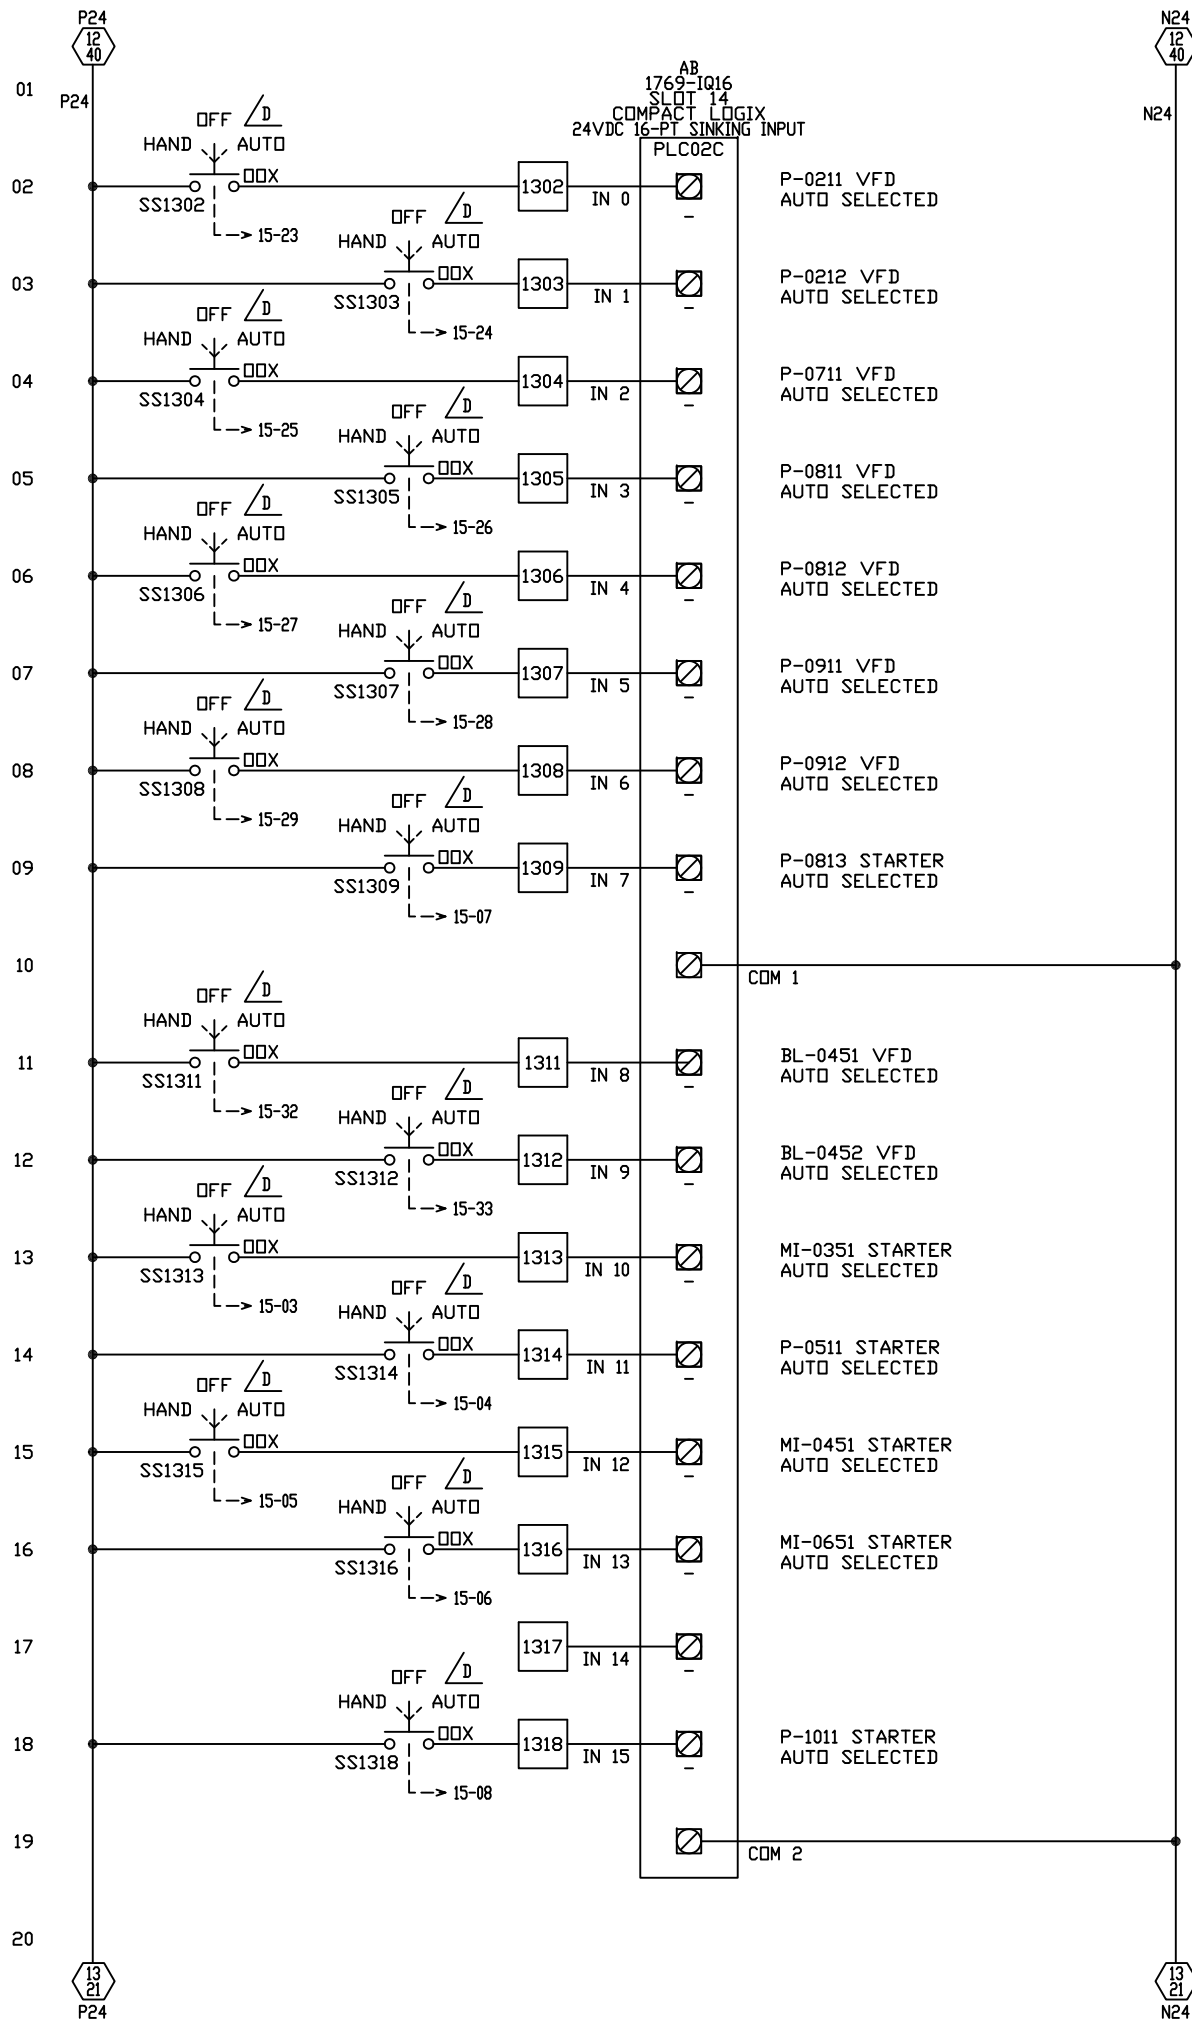 P24
N24
12
40
12
40
01
P24
N24
AB
1769-IQ16
SLOT 14
COMPACT LOGIX
24VDC 16-PT SINKING INPUT
PLC02C
OFF D
HAND AUTO
02
OOX
1302
IN 0
P-0211 VFD
AUTO SELECTED
SS1302
15-23
OFF D
HAND AUTO
03
OOX
1303
IN 1
P-0212 VFD
AUTO SELECTED
SS1303
15-24
OFF D
HAND AUTO
04
OOX
1304
IN 2
P-0711 VFD
AUTO SELECTED
SS1304
15-25
OFF D
HAND AUTO
05
OOX
1305
IN 3
P-0811 VFD
AUTO SELECTED
SS1305
15-26
OFF D
HAND AUTO
06
OOX
1306
IN 4
P-0812 VFD
AUTO SELECTED
SS1306
15-27
OFF D
HAND AUTO
07
OOX
1307
IN 5
P-0911 VFD
AUTO SELECTED
SS1307
15-28
OFF D
HAND AUTO
08
OOX
1308
IN 6
P-0912 VFD
AUTO SELECTED
SS1308
15-29
OFF D
HAND AUTO
09
OOX
1309
IN 7
P-0813 STARTER
AUTO SELECTED
SS1309
15-07
10
COM 1
OFF D
HAND AUTO
11
OOX
1311
IN 8
BL-0451 VFD
AUTO SELECTED
SS1311
15-32
OFF D
HAND AUTO
12
OOX
1312
IN 9
BL-0452 VFD
AUTO SELECTED
SS1312
15-33
OFF D
HAND AUTO
13
OOX
1313
IN 10
MI-0351 STARTER
AUTO SELECTED
SS1313
15-03
OFF D
HAND AUTO
14
OOX
1314
IN 11
P-0511 STARTER
AUTO SELECTED
SS1314
15-04
OFF D
HAND AUTO
15
OOX
1315
IN 12
MI-0451 STARTER
AUTO SELECTED
SS1315
15-05
OFF D
HAND AUTO
16
OOX
1316
IN 13
MI-0651 STARTER
AUTO SELECTED
SS1316
15-06
17
1317
IN 14
OFF D
HAND AUTO
18
OOX
1318
IN 15
P-1011 STARTER
AUTO SELECTED
SS1318
15-08
19
COM 2
20
13
21
13
21
P24
N24